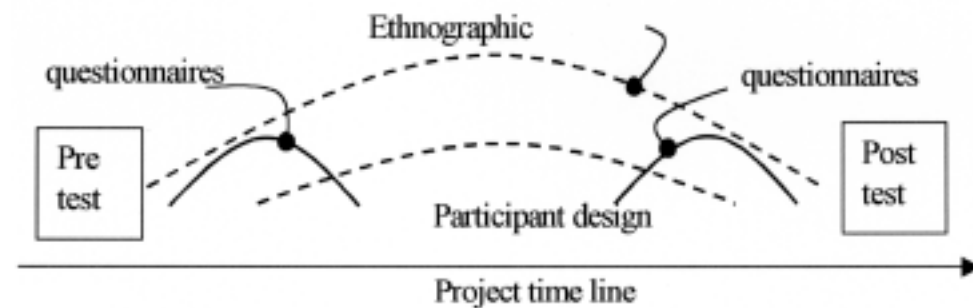 Ethnographic
questionnaires
questionnaires
Pre
test
Post
test
Participant design
Project time line